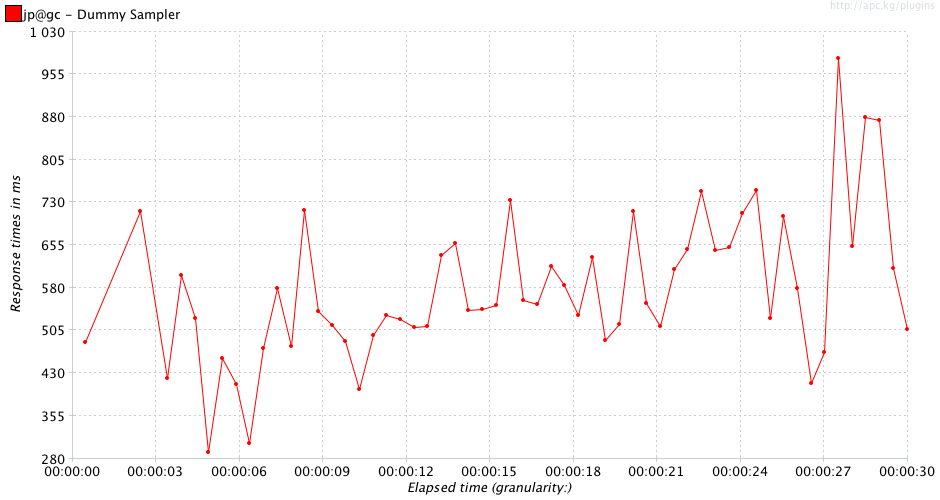 http://apc.kg/plugins
jp@gc - Dummy Sampler
1 030
955
880
805
730
655
580
505
430
355
280
Response times in ms
00:00:00 00:00:03 00:00:06 00:00:09 00:00:12 00:00:15 00:00:18 00:00:21 00:00:24 00:00:27 00:00:30
Elapsed time (granularity:)